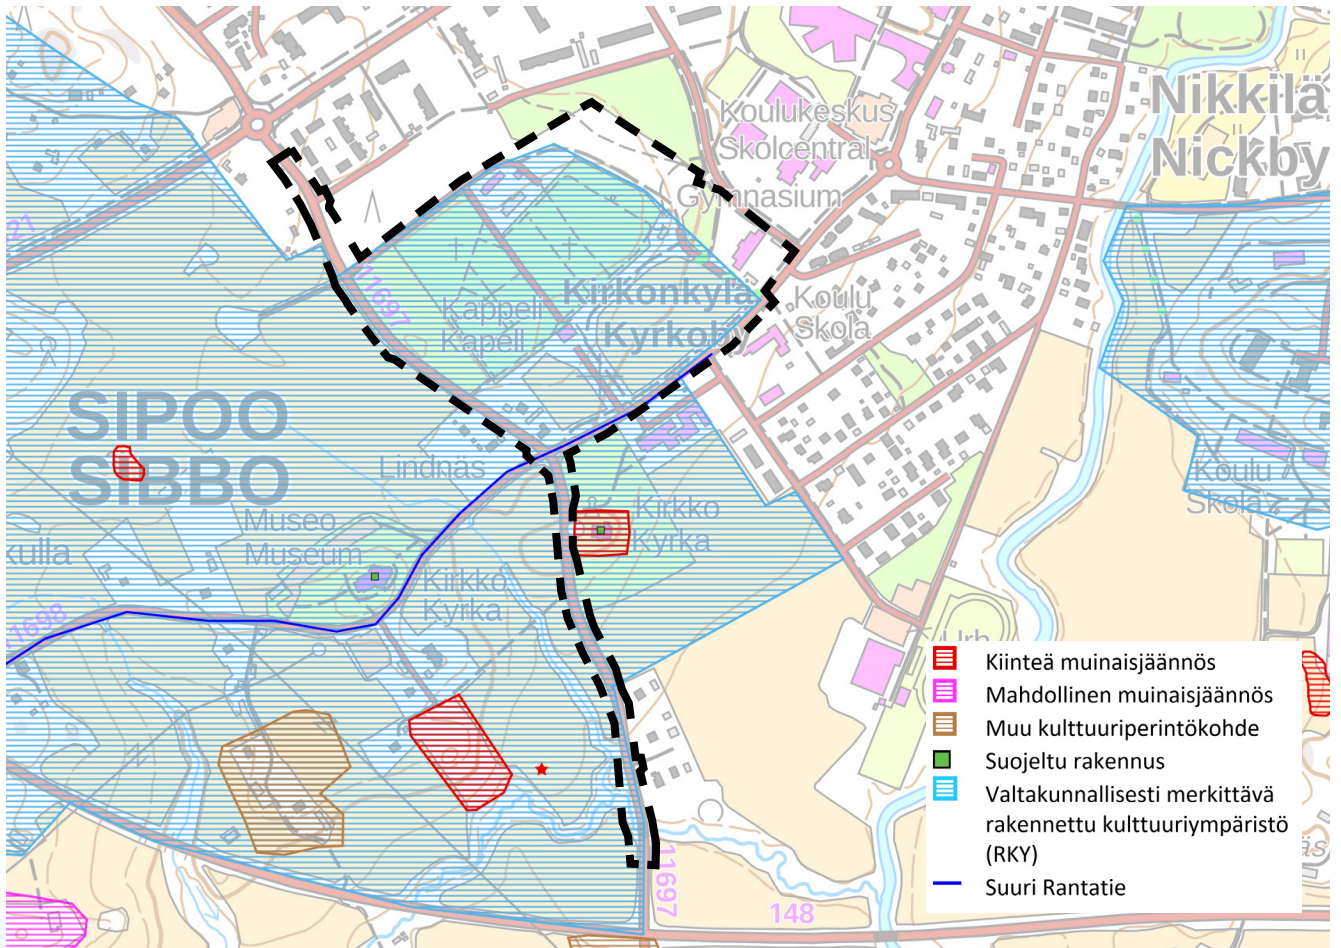 Nikkilä
Nickby
Koulukeskus
Skolcentral
Gymnasium
11697
Kappeli
Kapell
Kirkonkylä
Kyrkoby
Koulu
Skola
SIPOO
SIBBO
Lindnäs
Koulu
Skola
Museo
Museum
Kirkko
Kyrka
kulla
Kirkko
Kyrka
11698
Kiinteä muinaisjäännös
Mahdollinen muinaisjäännös
Muu kulttuuriperintökohde
Suojeltu rakennus
Valtakunnallisesti merkittävä
rakennettu kulttuuriympäristö
(RKY)
Suuri Rantatie
11697
148